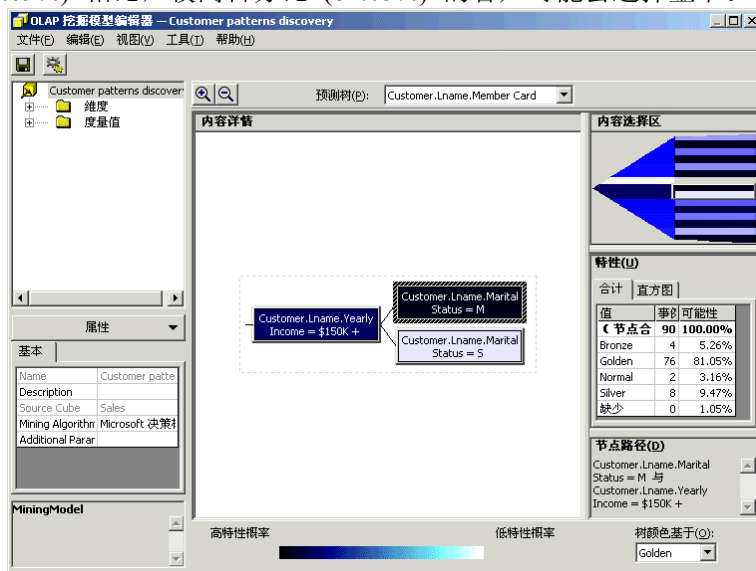 OLAP 挖掘模型编辑器 — Customer patterns discovery
文件(F) 编辑(E) 视图(V) 工具(T) 帮助(H)
Customer patterns discover
维度
度量值
预测树(P): Customer.Lname.Member Card
内容详情
内容选择区
Customer.Lname.Yearly
Income = $150K +
Customer.Lname.Marital
Status = M
Customer.Lname.Marital
Status = S
属性
基本
Name Customer patte
Description
Source Cube Sales
Mining Algorithm Microsoft 决策树
Additional Parar
MiningModel
特性(U)
合计 直方图
值 事例 可能性
(节点合 90 100.00%
Bronze 4 5.26%
Golden 76 81.05%
Normal 2 3.16%
Silver 8 9.47%
缺少 0 1.05%
节点路径(D)
Customer.Lname.Marital
Status = M 与
Customer.Lname.Yearly
Income = $150K +
高特性概率 低特性概率
树颜色基于(O):
Golden